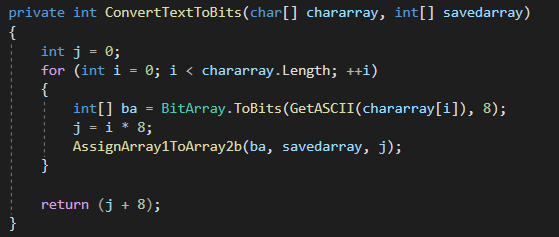 private int ConvertTextToBits(char[] chararray, int[] savedarray)
{
int j = 0;
for (int i = 0; i < chararray.Length; ++i)
{
int[] ba = BitArray.ToBits(GetASCII(chararray[i]), 8);
j = i * 8;
AssignArray1ToArray2b(ba, savedarray, j);
}
return (j + 8);
}